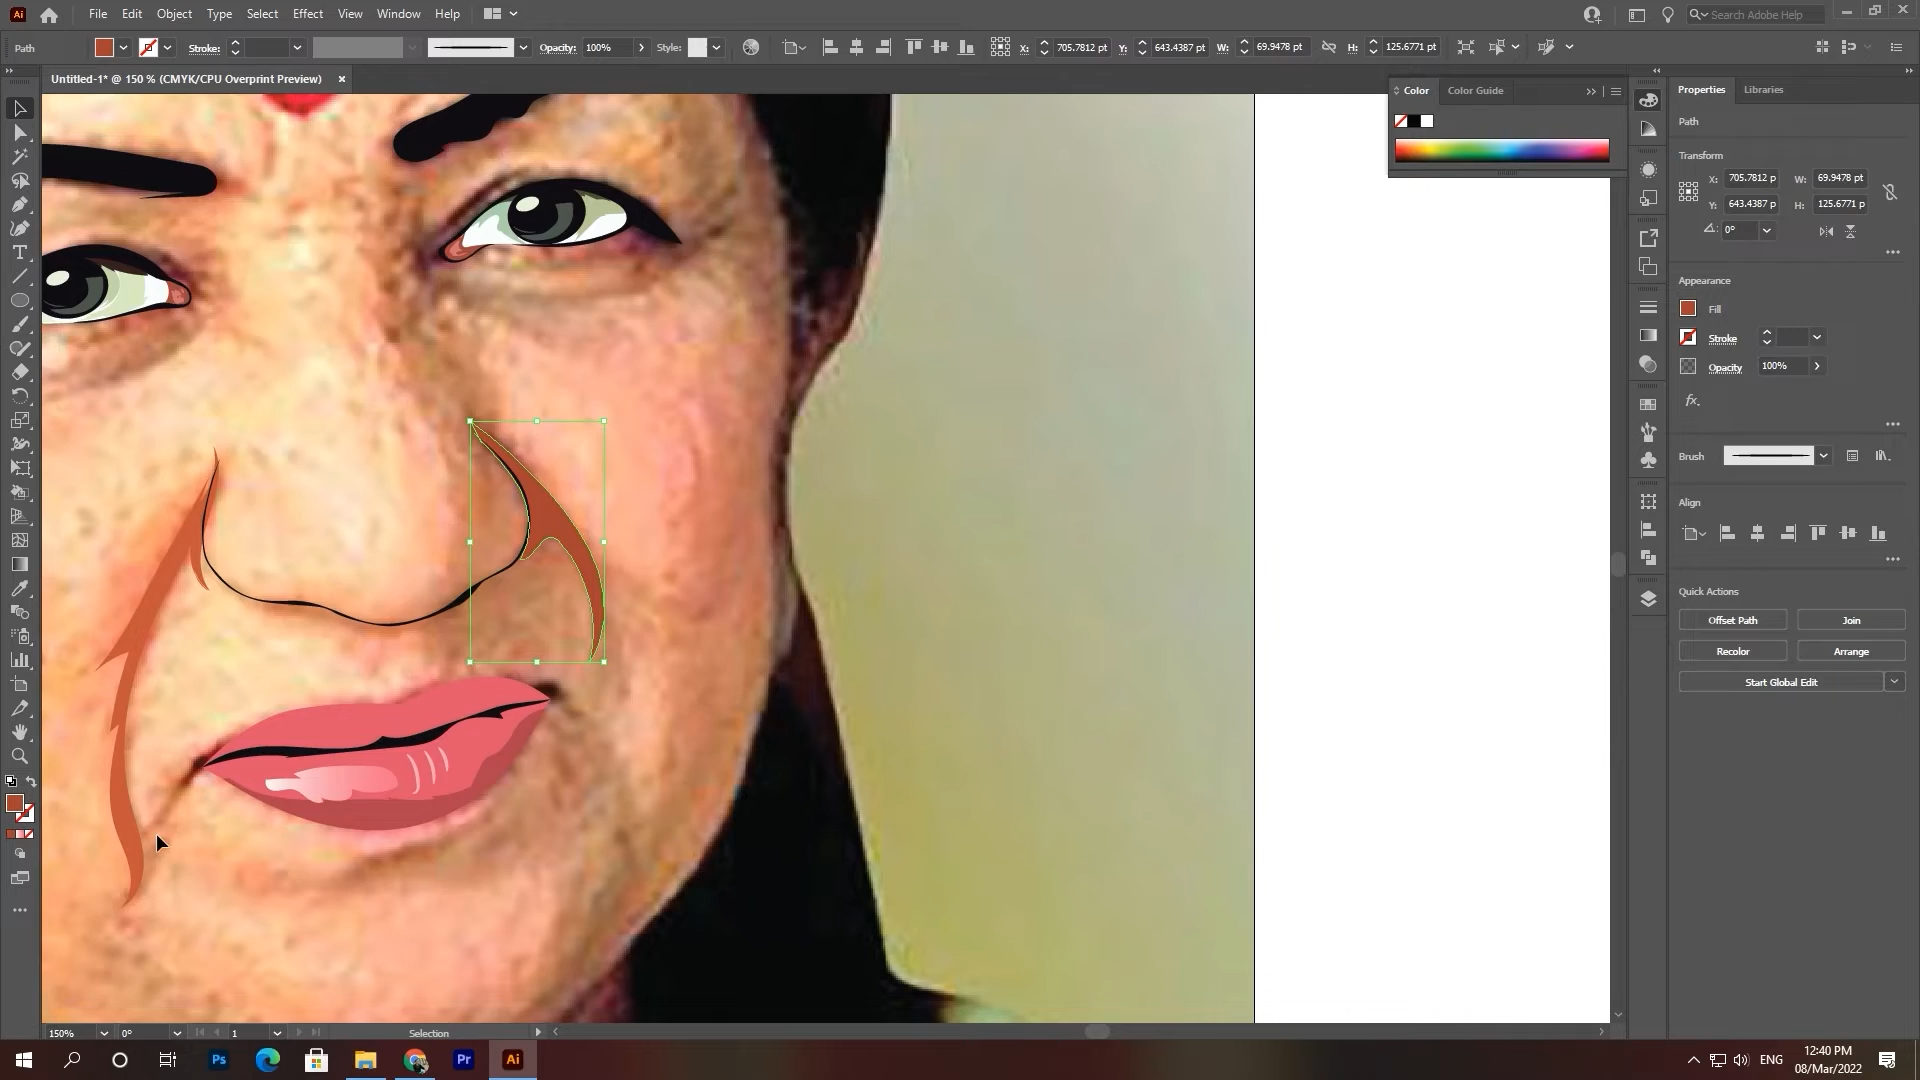 Ai File Edit Object Type Select Effect View Window Help Search Adobe Help
Path Stroke: Opacity: 100% Style: X: 705.7812 pt Y: 643.4387 pt W: 69.9478 pt H: 125.6771 pt
Untitled-1* @ 150 % (CMYK/CPU Overprint Preview) ×
Color Color Guide
Properties Libraries
Path
Transform
X: 705.7812 p W: 69.9478 pt
Y: 643.4387 p H: 125.6771 p
0°
Appearance
Fill
Stroke
Opacity 100%
fx.
Brush
Align
Quick Actions
Offset Path Join
Recolor Arrange
Start Global Edit
150% 0° 1 Selection
Ps Pr Ai
ENG 12:40 PM
08/Mar/2022